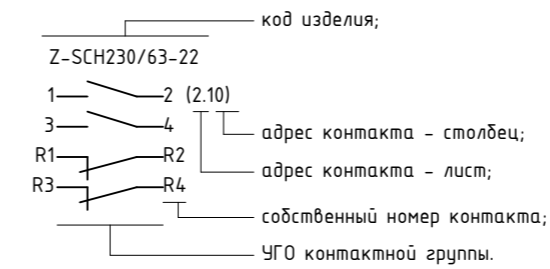 код изделия;
Z-SCH230/63-22
1 2 (2.10)
3 4
адрес контакта - столбец;
R1 R2
адрес контакта - лист;
R3 R4
собственный номер контакта;
УГО контактной группы.